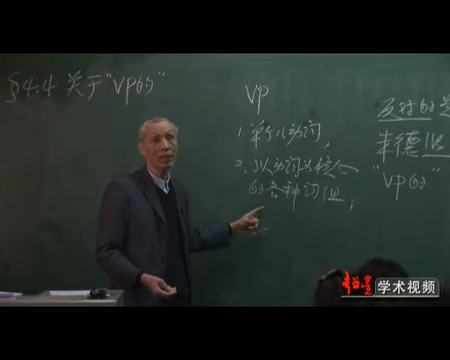 §4.4 关于"VP的"
VP
1. 单个动词,
2. 以动词为核心
的各种词组;
反对的是
朱德熙
"VP的"
超星
学术视频